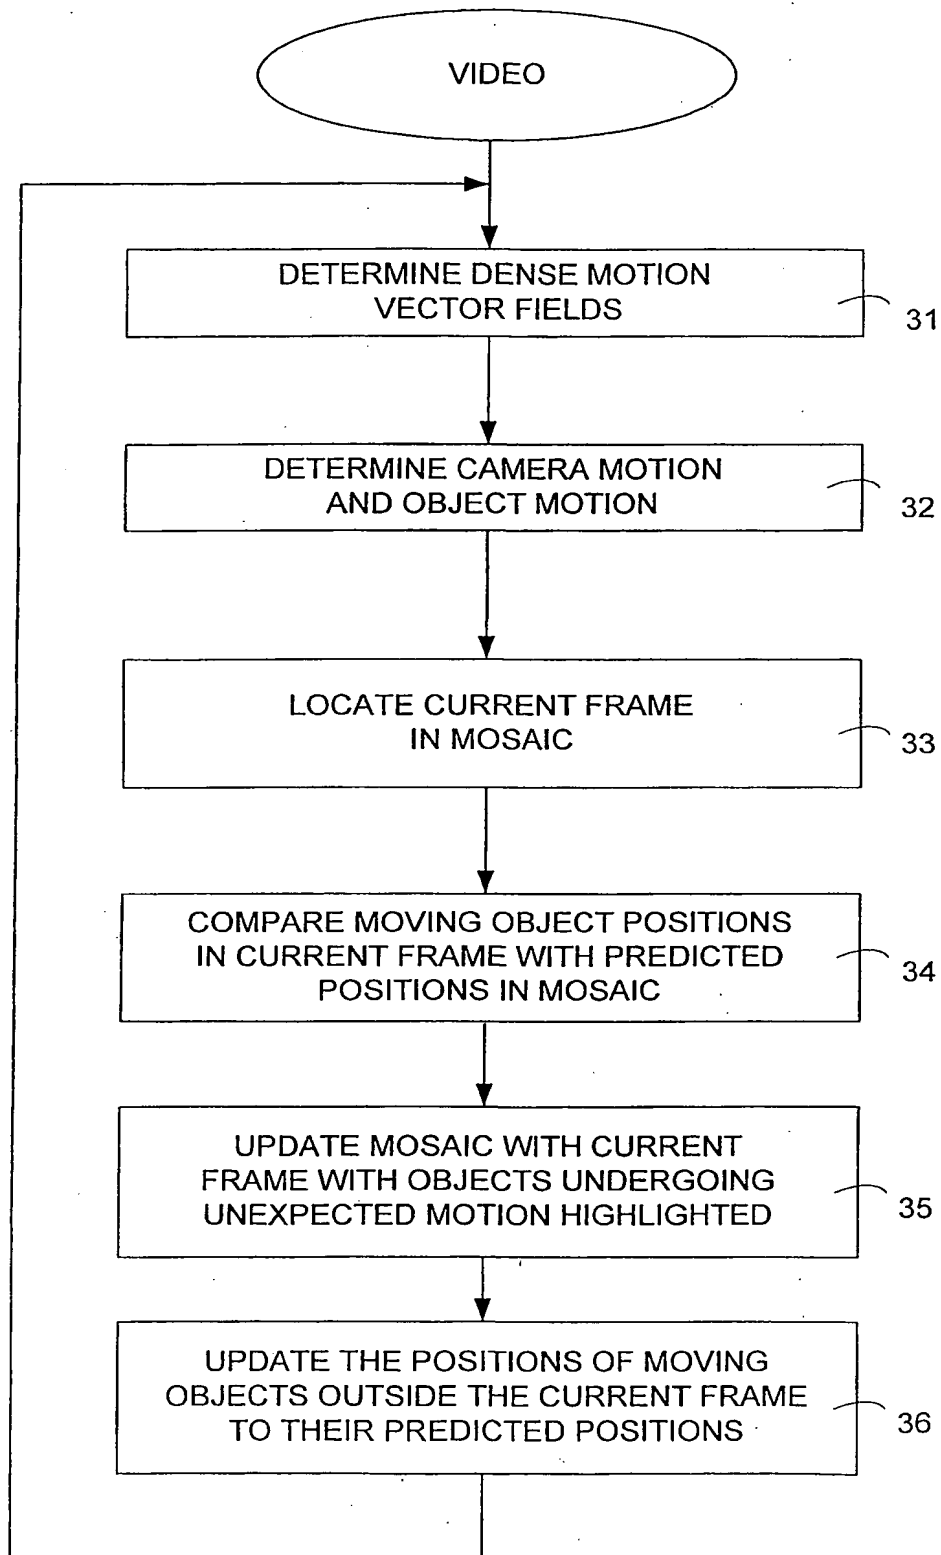 VIDEO
DETERMINE DENSE MOTION
VECTOR FIELDS
31
DETERMINE CAMERA MOTION
AND OBJECT MOTION
32
LOCATE CURRENT FRAME
IN MOSAIC
33
COMPARE MOVING OBJECT POSITIONS
IN CURRENT FRAME WITH PREDICTED
POSITIONS IN MOSAIC
34
UPDATE MOSAIC WITH CURRENT
FRAME WITH OBJECTS UNDERGOING
UNEXPECTED MOTION HIGHLIGHTED
35
UPDATE THE POSITIONS OF MOVING
OBJECTS OUTSIDE THE CURRENT FRAME
TO THEIR PREDICTED POSITIONS
36